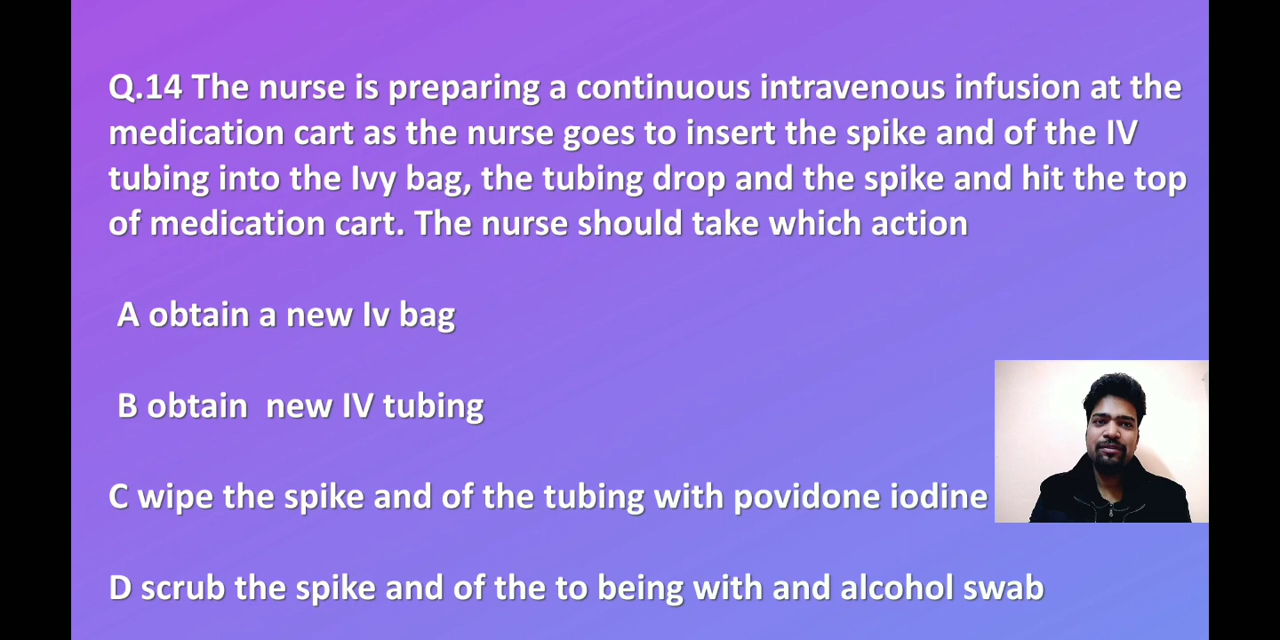 Q.14 The nurse is preparing a continuous intravenous infusion at the
medication cart as the nurse goes to insert the spike and of the IV
tubing into the Ivy bag, the tubing drop and the spike and hit the top
of medication cart. The nurse should take which action
A obtain a new Iv bag
B obtain  new IV tubing
C wipe the spike and of the tubing with povidone iodine
D scrub the spike and of the to being with and alcohol swab